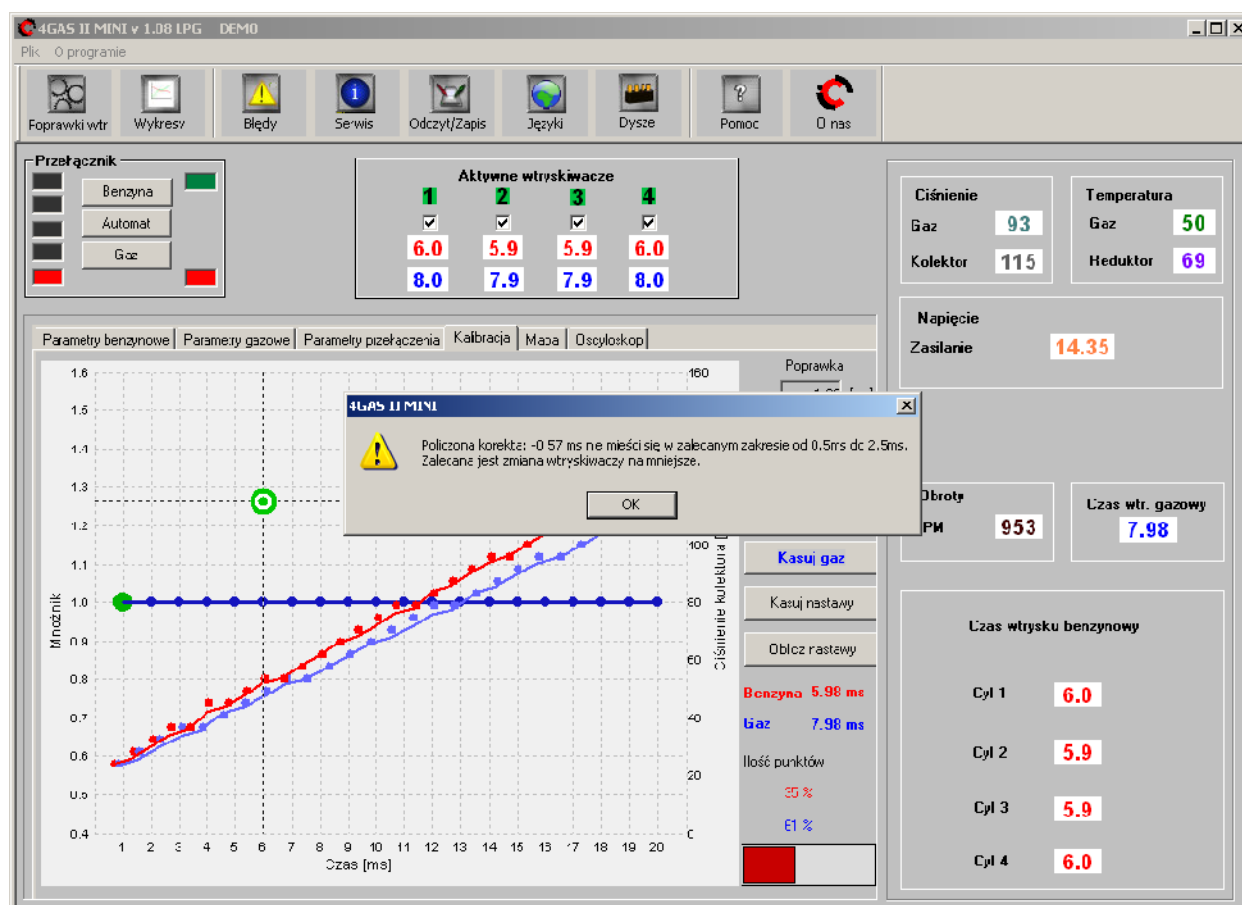 4GAS II MINI v 1.08 LPG DEMO
Plik O programie
Poprawki wtr Wykresy Błędy Serwis Odczyt/Zapis Języki Dysze Pomoc O nas
Przełącznik
Benzyna
Automat
Gaz
Aktywne wtryskiwacze
1 2 3 4
6.0 5.9 5.9 6.0
8.0 7.9 7.9 8.0
Ciśnienie
Gaz 93
Kolektor 115
Temperatura
Gaz 50
Reduktor 69
Napięcie
Zasilanie 14.35
Parametry benzynowe Parametry gazowe Parametry przełączenia Kalibracja Mapa Oscyloskop
Poprawka
4GAS II MINI
Policzona korekta: -0.57 ms nie mieści się w zalecanym zakresie od 0.5ms do 2.5ms.
Zalecana jest zmiana wtryskiwaczy na mniejsze.
OK
Obroty
953
Czas wtr. gazowy
7.98
Kasuj gaz
Kasuj nastawy
Oblicz nastawy
Benzyna 5.98 ms
Gaz 7.98 ms
Ilość punktów
35 %
61 %
Czas wtrysku benzynowy
Cyl 1 6.0
Cyl 2 5.9
Cyl 3 5.9
Cyl 4 6.0
Mnożnik
1.6
1.5
1.4
1.3
1.2
1.1
1.0
0.9
0.8
0.7
0.6
0.5
0.4
160
100
80
60
40
20
0
Ciśnienie kolektora
1 2 3 4 5 6 7 8 9 10 11 12 13 14 15 16 17 18 19 20
Czas [ms]